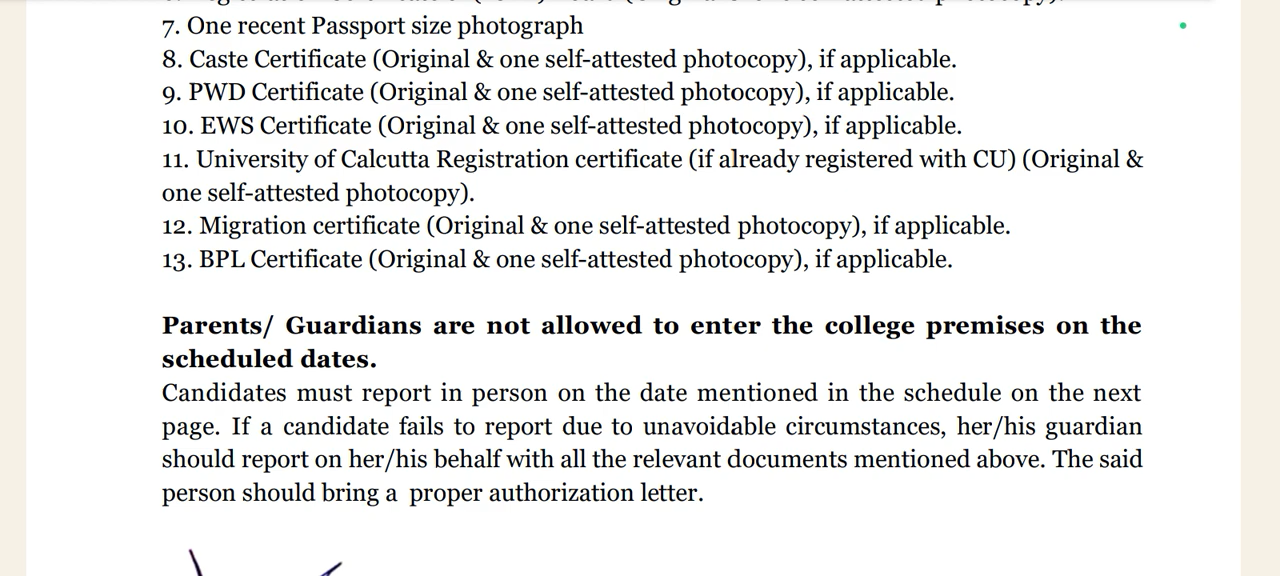 7. One recent Passport size photograph
8. Caste Certificate (Original & one self-attested photocopy), if applicable.
9. PWD Certificate (Original & one self-attested photocopy), if applicable.
10. EWS Certificate (Original & one self-attested photocopy), if applicable.
11. University of Calcutta Registration certificate (if already registered with CU) (Original &
one self-attested photocopy).
12. Migration certificate (Original & one self-attested photocopy), if applicable.
13. BPL Certificate (Original & one self-attested photocopy), if applicable.
Parents/ Guardians are not allowed to enter the college premises on the
scheduled dates.
Candidates must report in person on the date mentioned in the schedule on the next
page. If a candidate fails to report due to unavoidable circumstances, her/his guardian
should report on her/his behalf with all the relevant documents mentioned above. The said
person should bring a proper authorization letter.